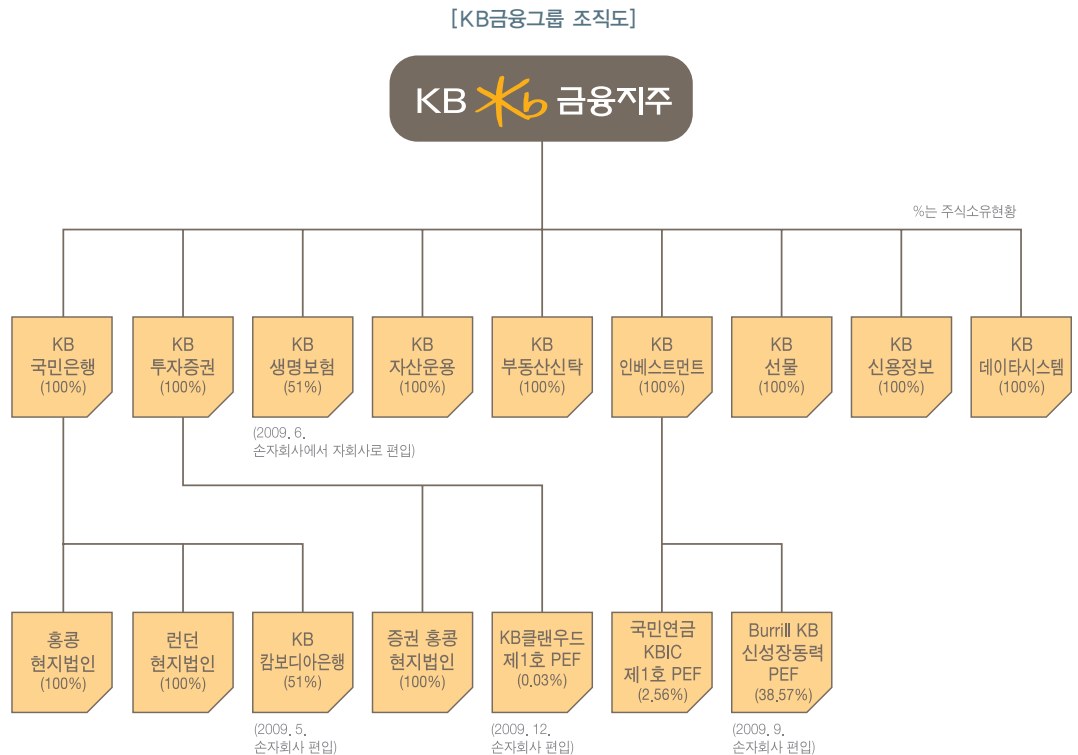 [KB금융그룹 조직도]
KB Kb 금융지주
%는 주식소유현황
KB
국민은행
(100%)
KB
투자증권
(100%)
KB
생명보험
(51%)
KB
자산운용
(100%)
KB
부동산신탁
(100%)
KB
인베스트먼트
(100%)
KB
선물
(100%)
KB
신용정보
(100%)
KB
데이타시스템
(100%)
(2009. 6.
손자회사에서 자회사로 편입)
홍콩
현지법인
(100%)
런던
현지법인
(100%)
KB
캄보디아은행
(51%)
증권 홍콩
현지법인
(100%)
KB클랜우드
제1호 PEF
(0.03%)
국민연금
KBIC
제1호 PEF
(2.56%)
Burrill KB
신성장동력
PEF
(38.57%)
(2009. 5.
손자회사 편입)
(2009. 12.
손자회사 편입)
(2009. 9.
손자회사 편입)